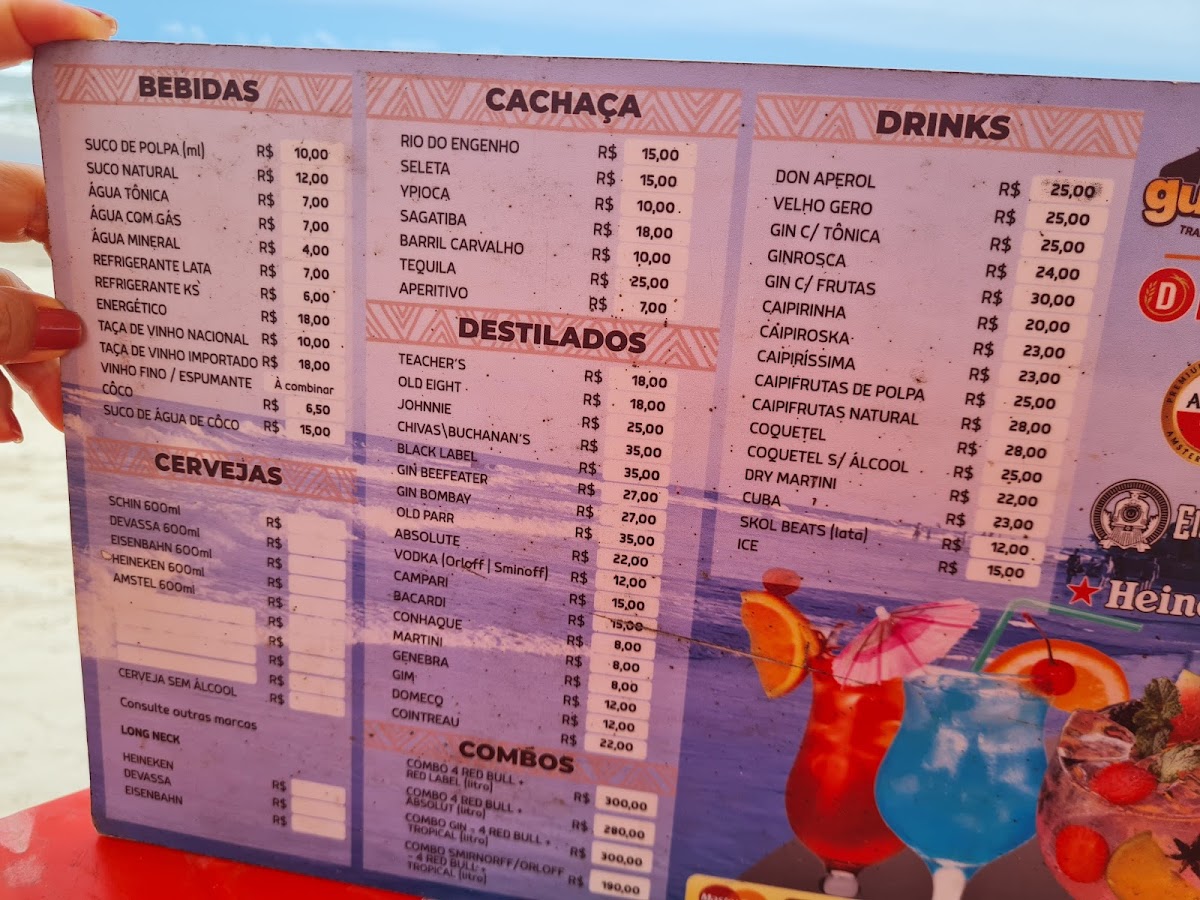 BEBIDAS
SUCO DE POLPA (ml) R$ 10,00
SUCO NATURAL R$ 12,00
ÁGUA TÔNICA R$ 7,00
ÁGUA COM GÁS R$ 7,00
ÁGUA MINERAL R$ 4,00
REFRIGERANTE LATA R$ 7,00
REFRIGERANTE KS R$ 6,00
ENERGÉTICO R$ 18,00
TAÇA DE VINHO NACIONAL R$ 10,00
TAÇA DE VINHO IMPORTADO R$ 18,00
VINHO FINO / ESPUMANTE À combinar
CÔCO R$ 6,50
SUCO DE ÁGUA DE CÔCO R$ 15,00
CERVEJAS
SCHIN 600ml R$
DEVASSA 600ml R$
EISENBAHN 600ml R$
HEINEKEN 600ml R$
AMSTEL 600ml R$
R$
R$
R$
R$
CERVEJA SEM ÁLCOOL R$
Consulte outras marcas
LONG NECK
HEINEKEN R$
DEVASSA R$
EISENBAHN R$
CACHAÇA
RIO DO ENGENHO R$ 15,00
SELETA R$ 15,00
YPIOCA R$ 10,00
SAGATIBA R$ 18,00
BARRIL CARVALHO R$ 10,00
TEQUILA R$ 25,00
APERITIVO R$ 7,00
DESTILADOS
TEACHER'S R$ 18,00
OLD EIGHT R$ 18,00
JOHNNIE R$ 25,00
CHIVAS\BUCHANAN'S R$ 35,00
BLACK LABEL R$ 35,00
GIN BEEFEATER R$ 27,00
GIN BOMBAY R$ 27,00
OLD PARR R$ 35,00
ABSOLUTE R$ 22,00
VODKA (Orloff | Sminoff) R$ 12,00
CAMPARI R$ 15,00
BACARDI R$ 15,00
CONHAQUE R$ 8,00
MARTINI R$ 8,00
GENEBRA R$ 8,00
GIM R$ 12,00
DOMECQ R$ 12,00
COINTREAU R$ 22,00
COMBOS
COMBO 4 RED BULL +
RED LABEL (litro) R$ 300,00
COMBO 4 RED BULL +
ABSOLUT (litro) R$ 280,00
COMBO GIN - 4 RED BULL +
TROPICAL (litro) R$ 300,00
COMBO SMIRNORFF/ORLOFF
- 4 RED BULL +
TROPICAL (litro) R$ 190,00
DRINKS
DON APEROL R$ 25,00
VELHO GERO R$ 25,00
GIN C/ TÔNICA R$ 25,00
GINROSCA R$ 24,00
GIN C/ FRUTAS R$ 30,00
CAIPIRINHA R$ 20,00
CAIPIROSKA R$ 23,00
CAIPIRÍSSIMA R$ 23,00
CAIPIFRUTAS DE POLPA R$ 25,00
CAIPIFRUTAS NATURAL R$ 28,00
COQUETEL R$ 28,00
COQUETEL S/ ÁLCOOL R$ 25,00
DRY MARTINI R$ 22,00
CUBA R$ 23,00
SKOL BEATS (lata) R$ 12,00
ICE R$ 15,00
gu
TRA
D
PREMIUM
A
AMSTER
E
Hein